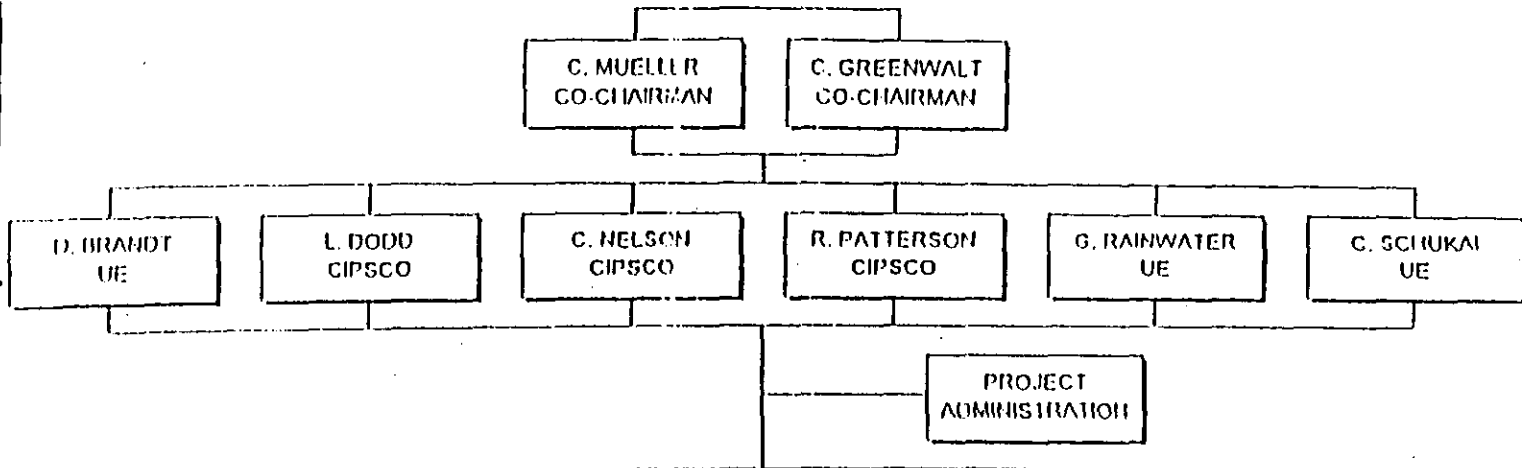 C. MUELLER
CO-CHAIRMAN
C. GREENWALT
CO-CHAIRMAN
D. BRANDT
UE
L. DODD
CIPSCO
C. NELSON
CIPSCO
R. PATTERSON
CIPSCO
G. RAINWATER
UE
C. SCHUKAI
UE
PROJECT
ADMINISTRATION